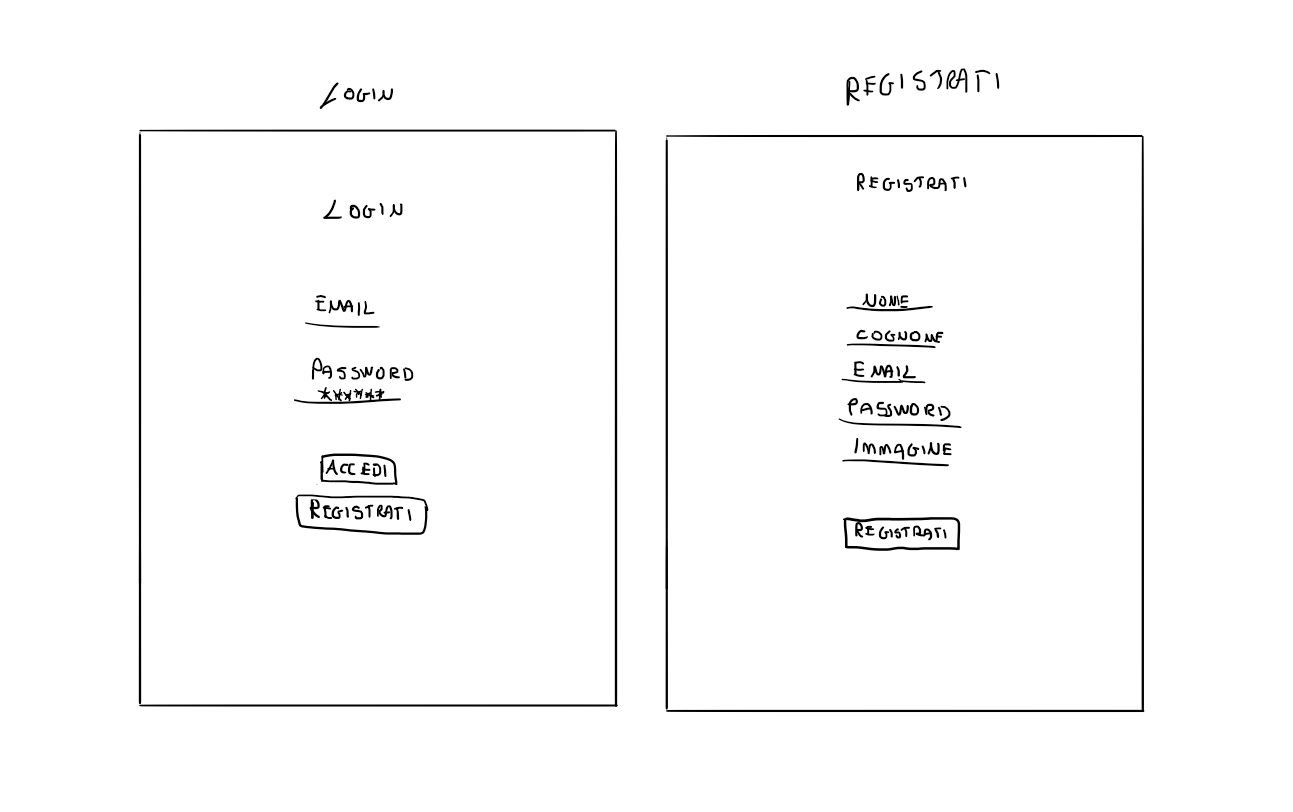 LOGIN
LOGIN
EMAIL
PASSWORD
******
ACCEDI
REGISTRATI
REGISTRATI
REGISTRATI
NOME
COGNOME
EMAIL
PASSWORD
IMMAGINE
REGISTRATI